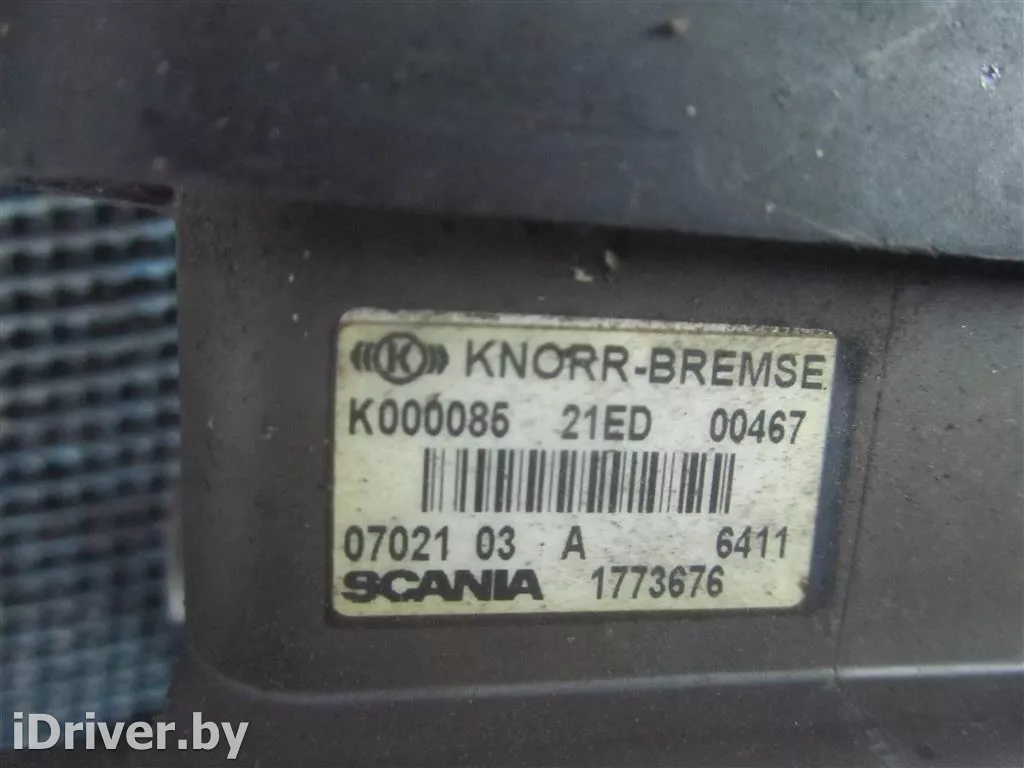 K KNORR-BREMSE
K000085 21ED 00467
07021 03 A 6411
SCANIA 1773676
iDriver.by